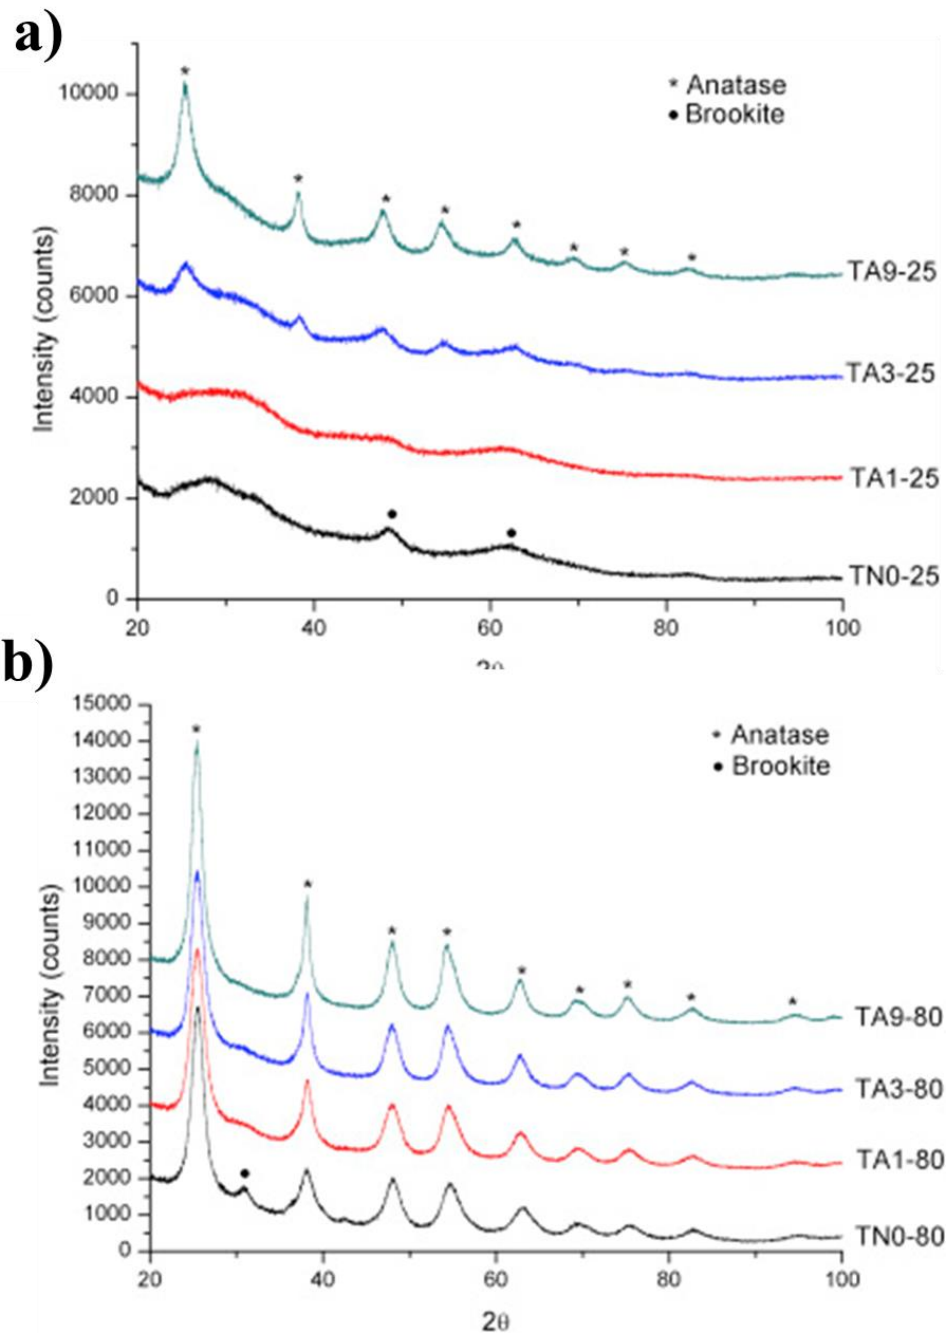 a)
* Anatase
● Brookite
10000
8000
6000
4000
2000
0
Intensity (counts)
TA9-25
TA3-25
TA1-25
TN0-25
20 40 60 80 100
2θ
b)
* Anatase
● Brookite
15000
14000
13000
12000
11000
10000
9000
8000
7000
6000
5000
4000
3000
2000
1000
0
Intensity (counts)
TA9-80
TA3-80
TA1-80
TN0-80
20 40 60 80 100
2θ